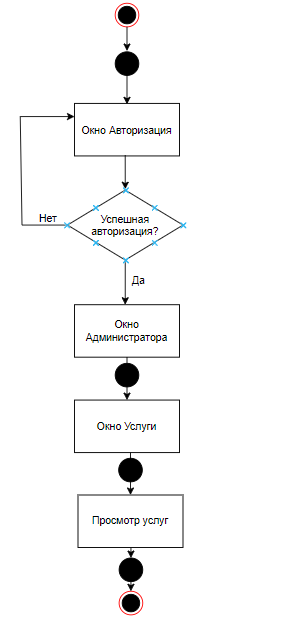 Окно Авторизация
Успешная
авторизация?
Нет
Да
Окно
Администратора
Окно Услуги
Просмотр услуг